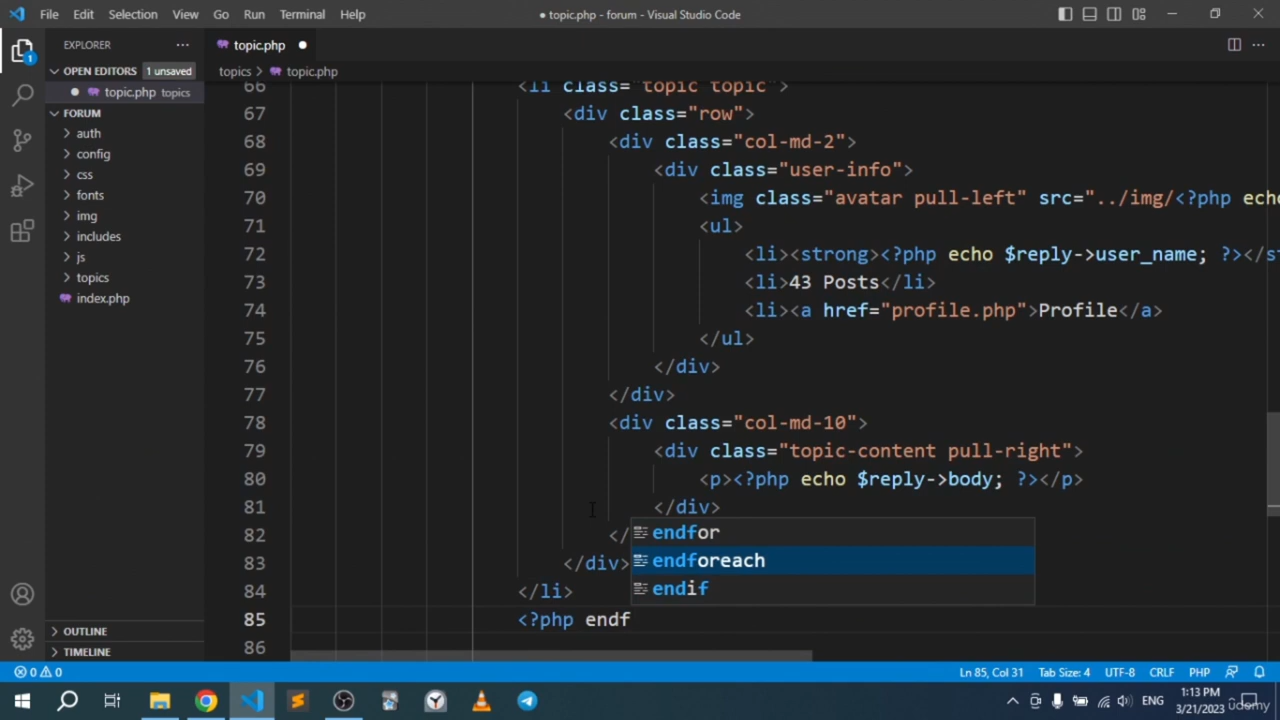 File Edit Selection View Go Run Terminal Help
● topic.php - forum - Visual Studio Code
EXPLORER
topic.php
topics > topic.php
OPEN EDITORS 1 unsaved
topic.php topics
FORUM
auth
config
css
fonts
img
includes
js
topics
index.php
OUTLINE
TIMELINE
66 <li class="topic topic">
67 <div class="row">
68 <div class="col-md-2">
69 <div class="user-info">
70 <img class="avatar pull-left" src="../img/<?php echo
71 <ul>
72 <li><strong><?php echo $reply->user_name; ?></st
73 <li>43 Posts</li>
74 <li><a href="profile.php">Profile</a>
75 </ul>
76 </div>
77 </div>
78 <div class="col-md-10">
79 <div class="topic-content pull-right">
80 <p><?php echo $reply->body; ?></p>
81 </div>
82 </
83 </div>
84 </li>
85 <?php endf
86
endfor
endforeach
endif
0 0
Ln 85, Col 31 Tab Size: 4 UTF-8 CRLF PHP
ENG
1:13 PM
3/21/2023
udemy